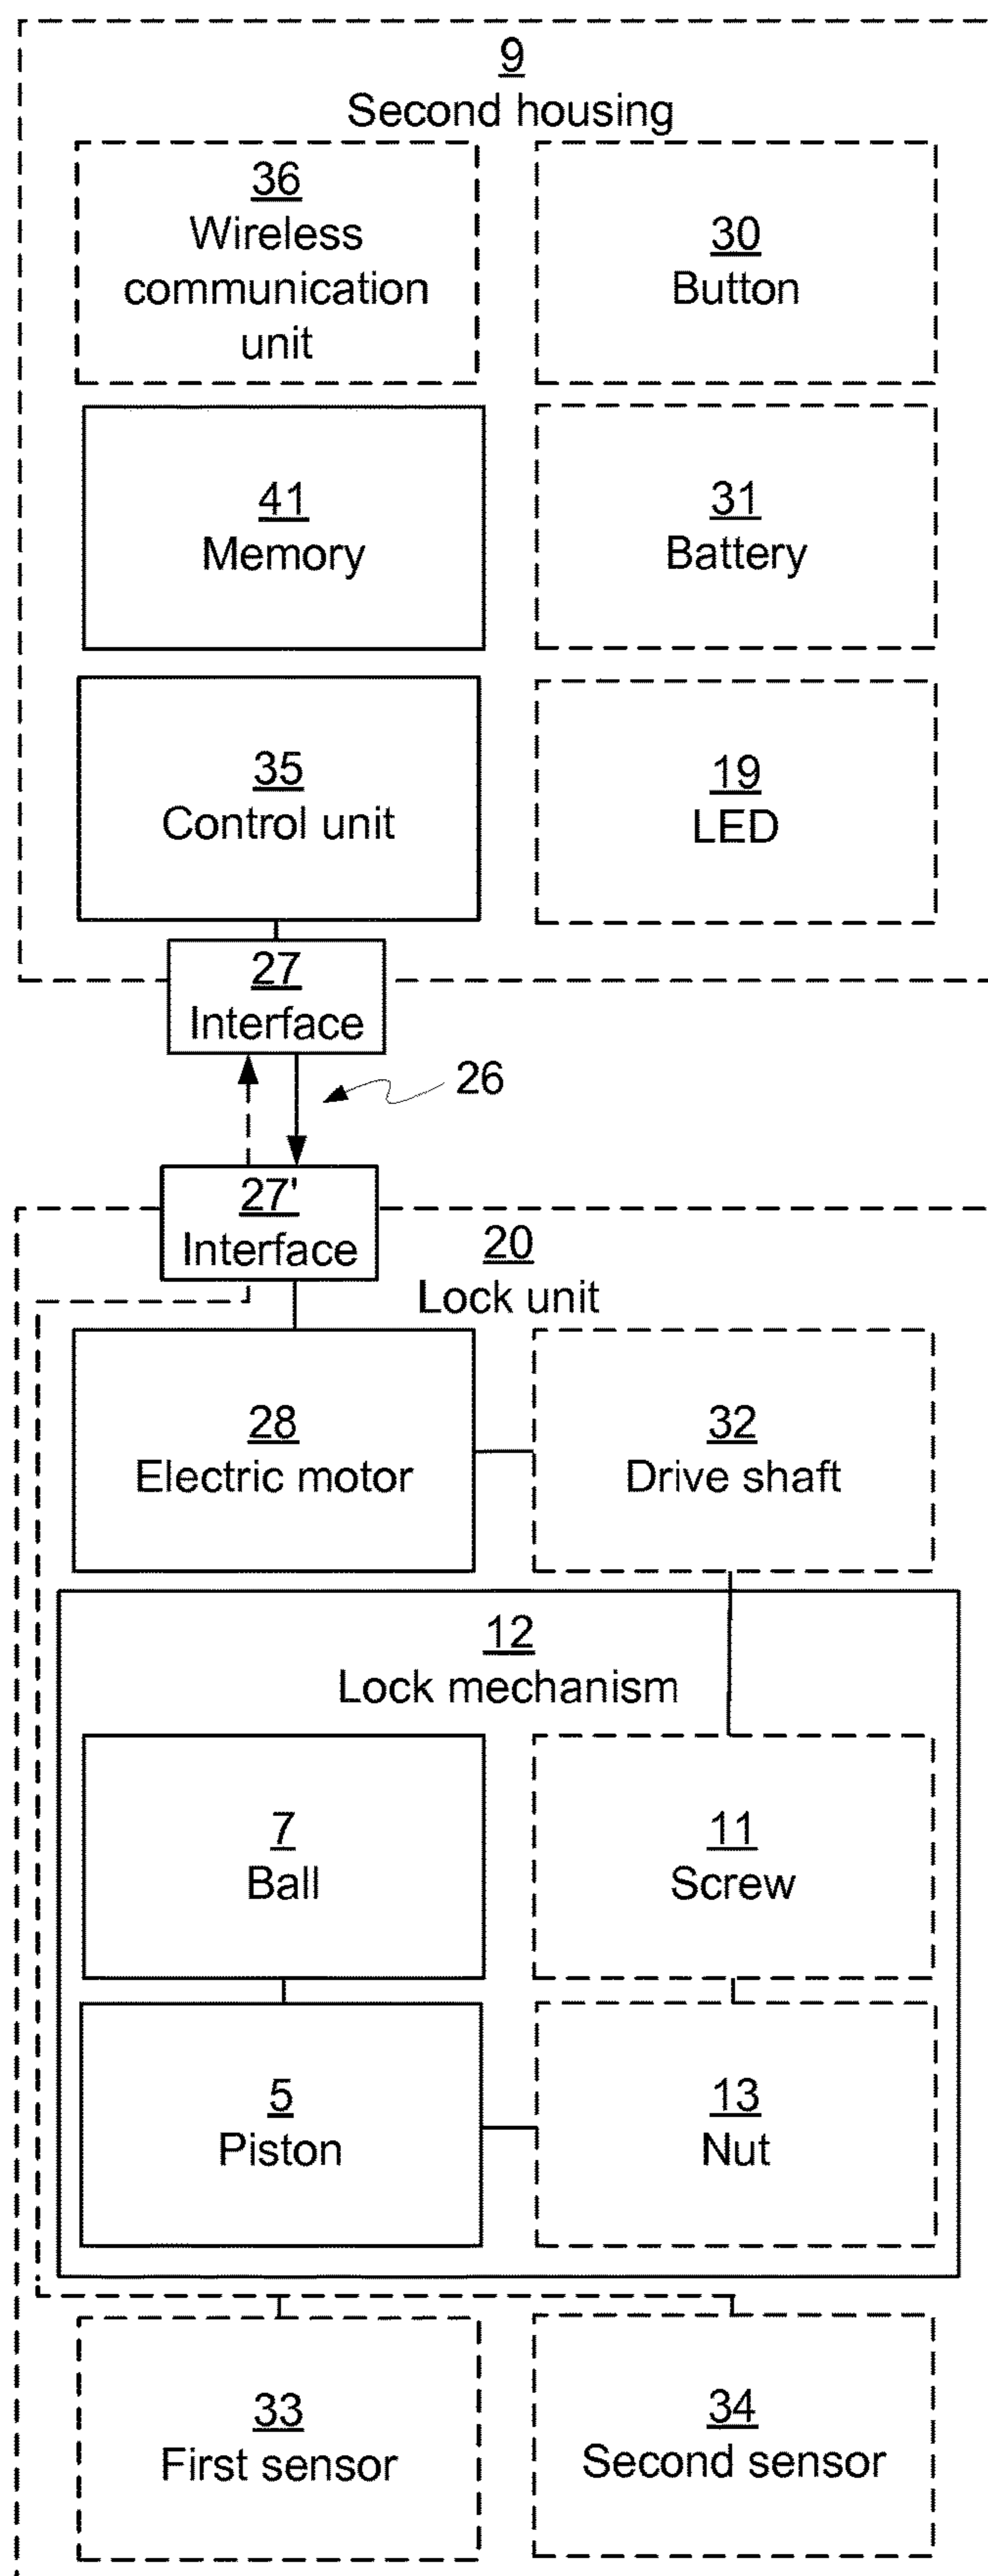 9
Second housing
36
Wireless
communication
unit
30
Button
41
Memory
31
Battery
35
Control unit
19
LED
27
Interface
26
27'
Interface
20
Lock unit
28
Electric motor
32
Drive shaft
12
Lock mechanism
7
Ball
11
Screw
5
Piston
13
Nut
33
First sensor
34
Second sensor